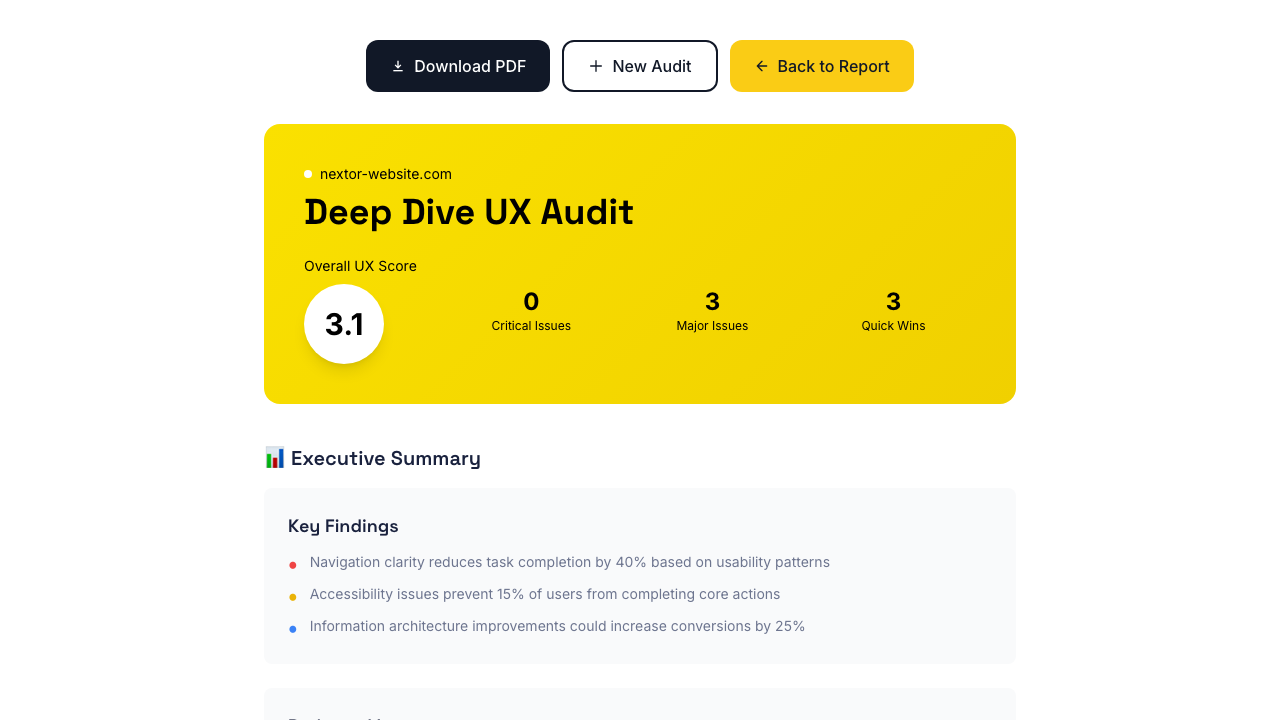 Download PDF
New Audit
Back to Report
nextor-website.com
Deep Dive UX Audit
Overall UX Score
3.1
0
Critical Issues
3
Major Issues
3
Quick Wins
Executive Summary
Key Findings
Navigation clarity reduces task completion by 40% based on usability patterns
Accessibility issues prevent 15% of users from completing core actions
Information architecture improvements could increase conversions by 25%